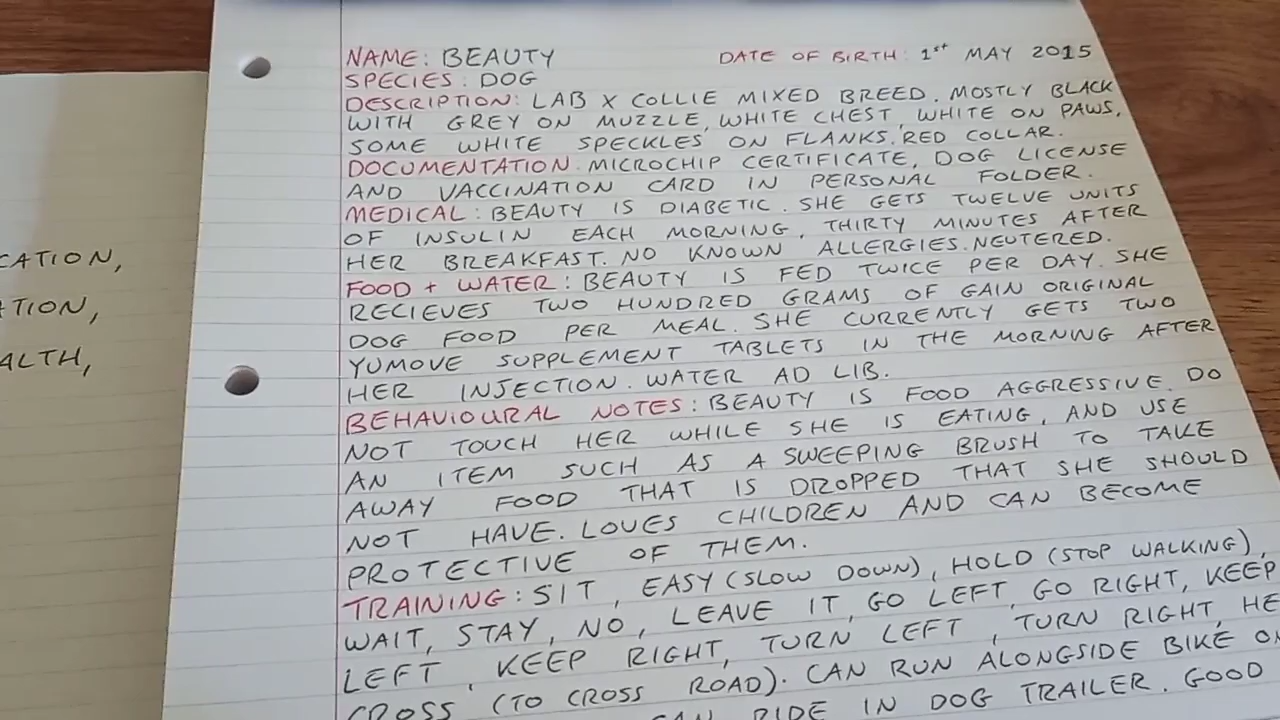 CATION,
TION,
ALTH,
NAME: BEAUTY DATE OF BIRTH: 1st MAY 2015
SPECIES: DOG
DESCRIPTION: LAB X COLLIE MIXED BREED. MOSTLY BLACK
WITH GREY ON MUZZLE, WHITE CHEST, WHITE ON PAWS,
SOME WHITE SPECKLES ON FLANKS. RED COLLAR.
DOCUMENTATION. MICROCHIP CERTIFICATE, DOG LICENSE
AND VACCINATION CARD IN PERSONAL FOLDER.
MEDICAL: BEAUTY IS DIABETIC. SHE GETS TWELVE UNITS
OF INSULIN EACH MORNING, THIRTY MINUTES AFTER
HER BREAKFAST. NO KNOWN ALLERGIES. NEUTERED.
FOOD + WATER: BEAUTY IS FED TWICE PER DAY. SHE
RECIEVES TWO HUNDRED GRAMS OF GAIN ORIGINAL
DOG FOOD PER MEAL. SHE CURRENTLY GETS TWO
YUMOVE SUPPLEMENT TABLETS IN THE MORNING AFTER
HER INJECTION. WATER AD LIB.
BEHAVIOURAL NOTES: BEAUTY IS FOOD AGGRESSIVE. DO
NOT TOUCH HER WHILE SHE IS EATING, AND USE
AN ITEM SUCH AS A SWEEPING BRUSH TO TAKE
AWAY FOOD THAT IS DROPPED THAT SHE SHOULD
NOT HAVE. LOVES CHILDREN AND CAN BECOME
PROTECTIVE OF THEM.
TRAINING: SIT, EASY (SLOW DOWN), HOLD (STOP WALKING),
WAIT, STAY, NO, LEAVE IT, GO LEFT, GO RIGHT, KEEP
LEFT, KEEP RIGHT, TURN LEFT, TURN RIGHT, HE
CROSS (TO CROSS ROAD). CAN RUN ALONGSIDE BIKE ON
CAN RIDE IN DOG TRAILER. GOOD